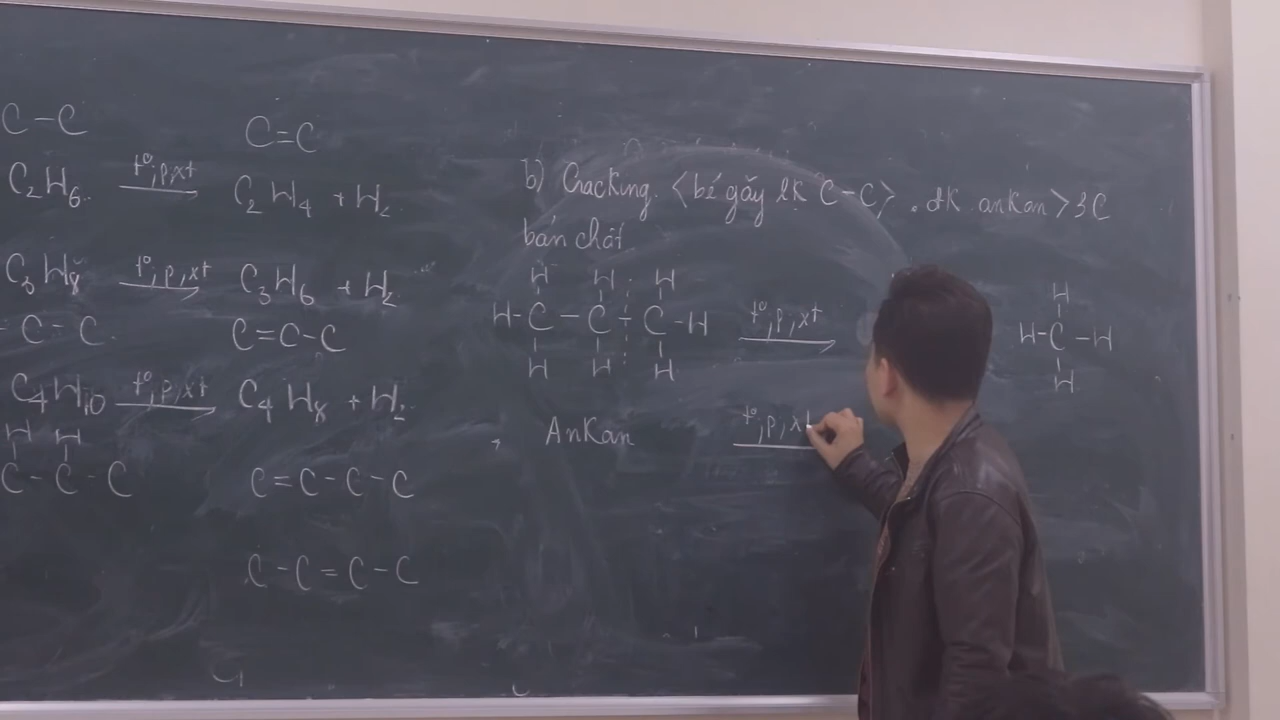 C-C C=C
C₂H₆ t°;p;xt C₂H₄ + H₂
C₃H₈ t°;p;xt C₃H₆ + H₂
-C-C. C=C-C
C₄H₁₀ t°;p;xt C₄H₈ + H₂
H H
C-C-C C=C-C-C
C-C=C-C
b) Cracking. <bẻ gãy lk C-C>. đk ankan >3C
bản chất
H H H H
H-C-C-C-H t°;p;xt H-C-H
H H H H
AnKan t°;p;xt